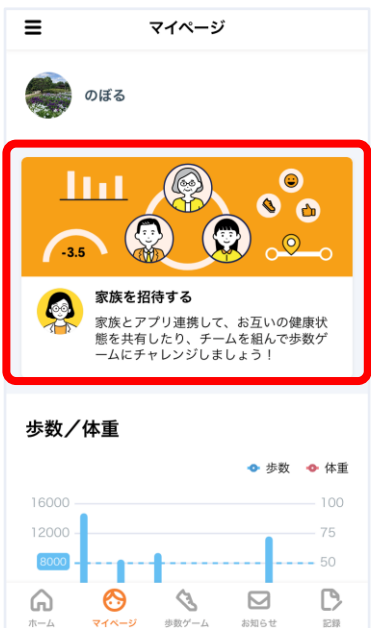 マイページ
のぼる
-3.5
家族を招待する
家族とアプリ連携して、お互いの健康状
態を共有したり、チームを組んで歩数ゲ
ームにチャレンジしましょう！
歩数／体重
歩数 体重
16000 100
12000 75
8000 50
ホーム マイページ 歩数ゲーム お知らせ 記録